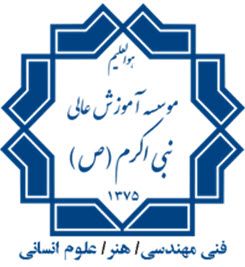 هوالعلیم
موسسه آموزش عالی
نبی اکرم (ص)
۱۳۷۵
فنی مهندسی/ هنر/ علوم انسانی